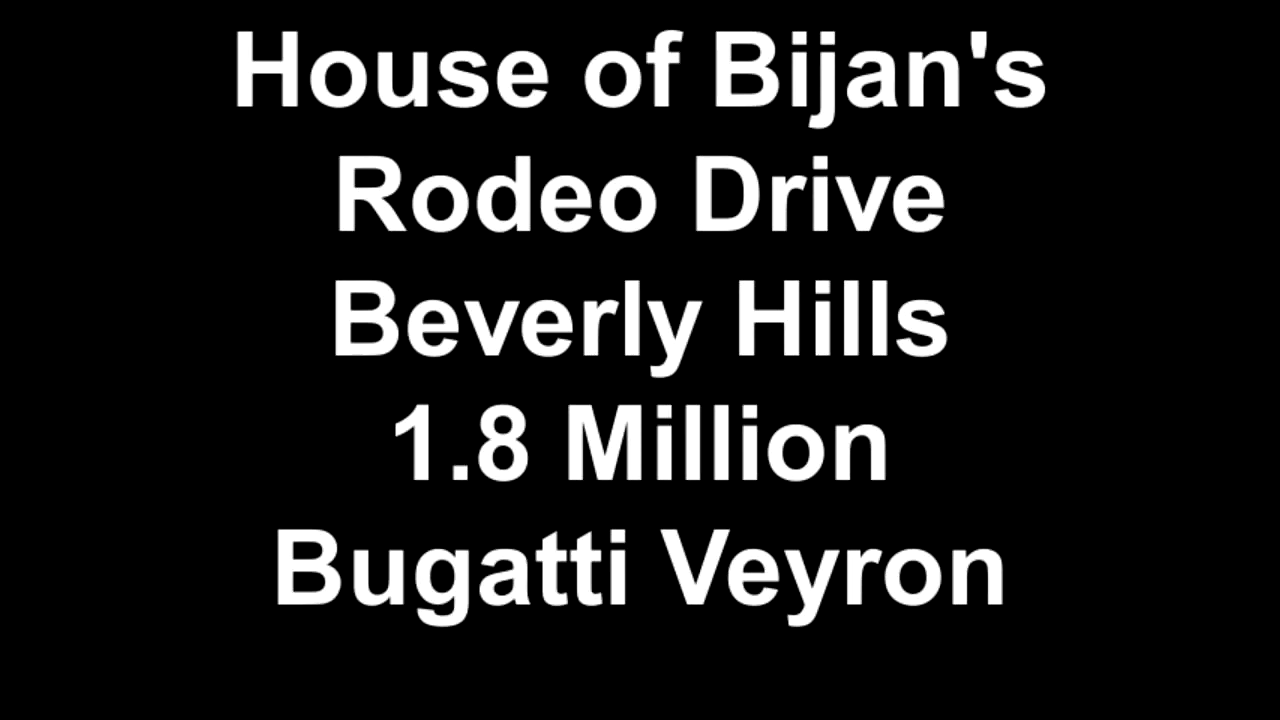 House of Bijan's
Rodeo Drive
Beverly Hills
1.8 Million
Bugatti Veyron